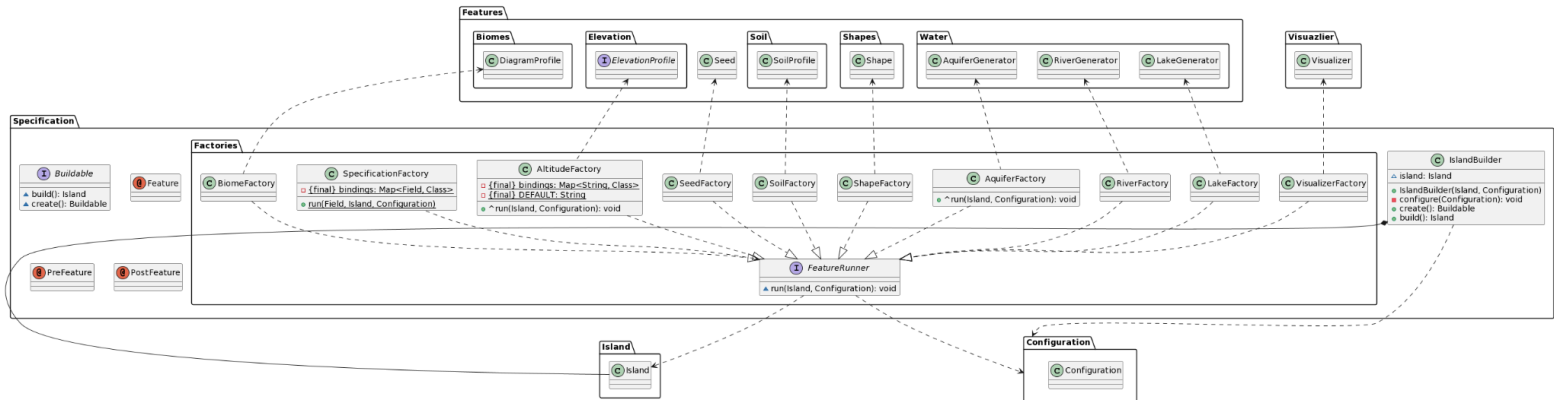 Features
Biomes
C DiagramProfile
Elevation
I ElevationProfile
C Seed
Soil
C SoilProfile
Shapes
C Shape
Water
C AquiferGenerator
C RiverGenerator
C LakeGenerator
Visuazlier
C Visualizer
Specification
I Buildable
build(): Island
create(): Buildable
@ Feature
@ PreFeature
@ PostFeature
Factories
C BiomeFactory
C SpecificationFactory
{final} bindings: Map<Field, Class>
run(Field, Island, Configuration)
C AltitudeFactory
{final} bindings: Map<String, Class>
{final} DEFAULT: String
^run(Island, Configuration): void
C SeedFactory
C SoilFactory
C ShapeFactory
C AquiferFactory
^run(Island, Configuration): void
C RiverFactory
C LakeFactory
C VisualizerFactory
I FeatureRunner
run(Island, Configuration): void
C IslandBuilder
island: Island
IslandBuilder(Island, Configuration)
configure(Configuration): void
create(): Buildable
build(): Island
Island
C Island
Configuration
C Configuration